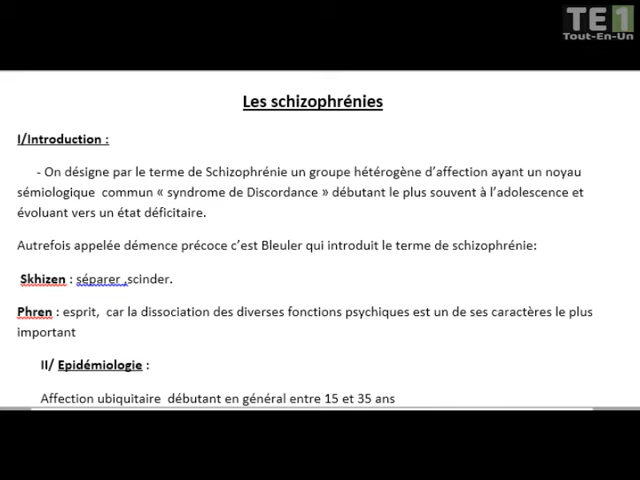 TE1
Tout-En-Un
Les schizophrénies
I/Introduction :
- On désigne par le terme de Schizophrénie un groupe hétérogène d'affection ayant un noyau
sémiologique commun « syndrome de Discordance » débutant le plus souvent à l'adolescence et
évoluant vers un état déficitaire.
Autrefois appelée démence précoce c'est Bleuler qui introduit le terme de schizophrénie:
Skhizen : séparer ,scinder.
Phren : esprit, car la dissociation des diverses fonctions psychiques est un de ses caractères le plus
important
II/ Epidémiologie :
Affection ubiquitaire débutant en général entre 15 et 35 ans